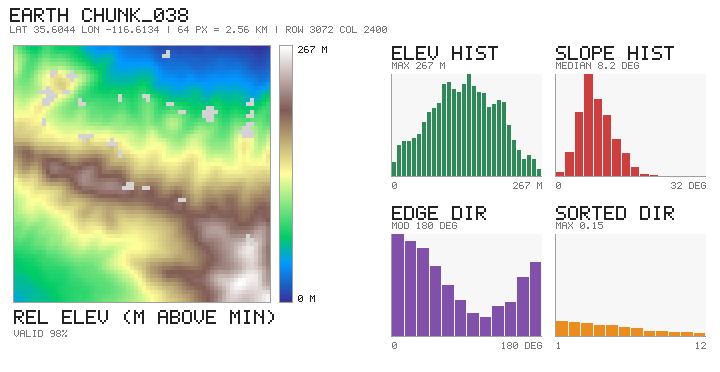 EARTH CHUNK_038
LAT 35.6044 LON -116.6134 | 64 PX = 2.56 KM | ROW 3072 COL 2400
267 M
0 M
REL ELEV (M ABOVE MIN)
VALID 98%
ELEV HIST
MAX 267 M
0
267 M
SLOPE HIST
MEDIAN 8.2 DEG
0
32 DEG
EDGE DIR
MOD 180 DEG
0
180 DEG
SORTED DIR
MAX 0.15
1
12